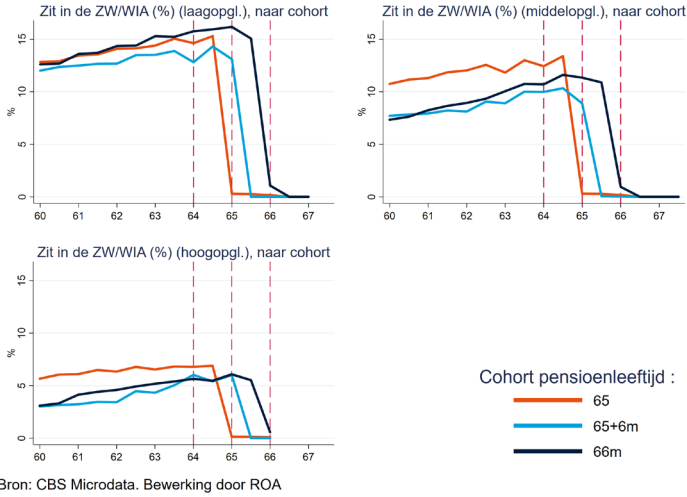 Zit in de ZW/WIA (%) (laagopgl.), naar cohort
15
10
5
0
%
60 61 62 63 64 65 66 67
Zit in de ZW/WIA (%) (middelopgl.), naar cohort
15
10
5
0
%
60 61 62 63 64 65 66 67
Zit in de ZW/WIA (%) (hoogopgl.), naar cohort
15
10
5
0
%
60 61 62 63 64 65 66 67
Cohort pensioenleeftijd :
65
65+6m
66m
Bron: CBS Microdata. Bewerking door ROA